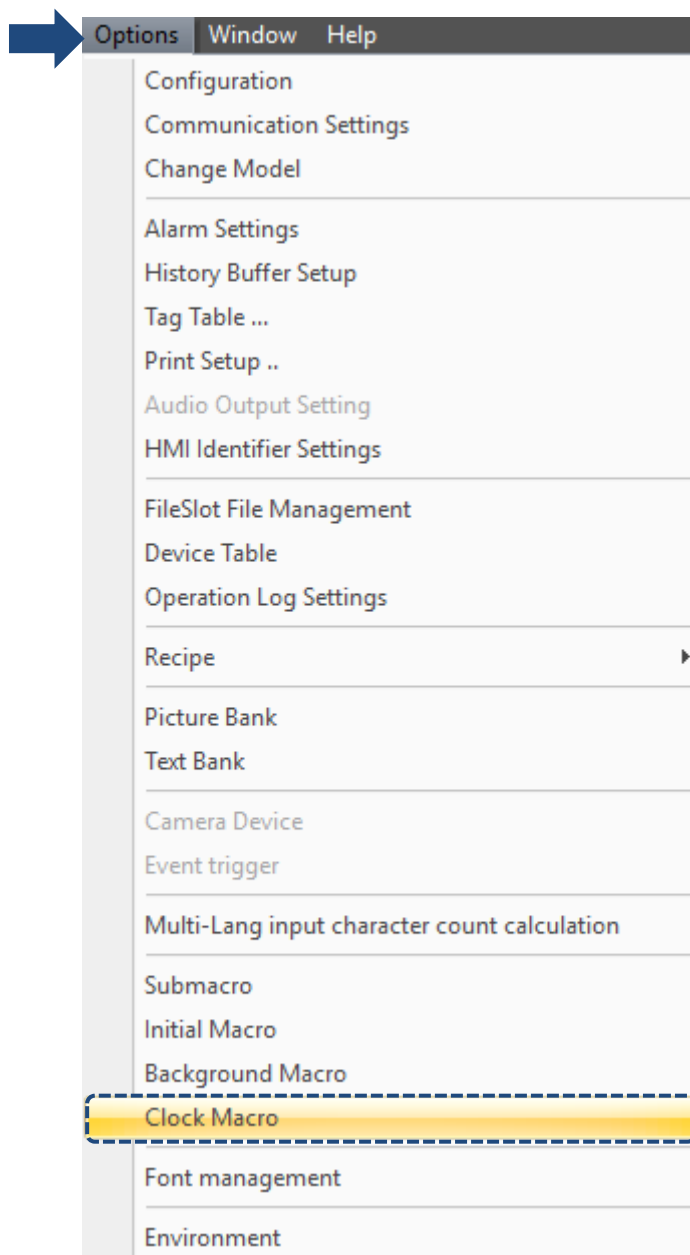 Options Window Help
Configuration
Communication Settings
Change Model
Alarm Settings
History Buffer Setup
Tag Table ...
Print Setup ..
Audio Output Setting
HMI Identifier Settings
FileSlot File Management
Device Table
Operation Log Settings
Recipe
Picture Bank
Text Bank
Camera Device
Event trigger
Multi-Lang input character count calculation
Submacro
Initial Macro
Background Macro
Clock Macro
Font management
Environment